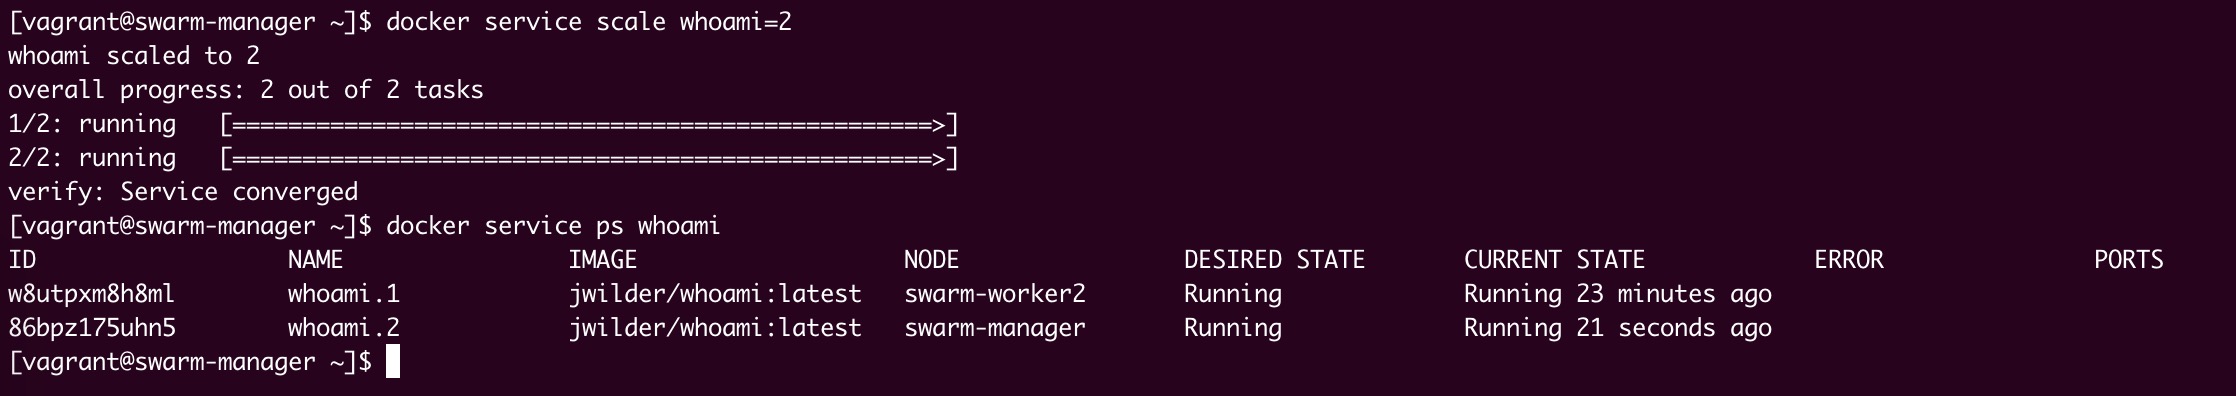 [vagrant@swarm-manager ~]$ docker service scale whoami=2
whoami scaled to 2
overall progress: 2 out of 2 tasks
1/2: running   [==================================================>]
2/2: running   [==================================================>]
verify: Service converged
[vagrant@swarm-manager ~]$ docker service ps whoami
ID                  NAME                IMAGE                   NODE                DESIRED STATE       CURRENT STATE            ERROR               PORTS
w8utpxm8h8ml        whoami.1            jwilder/whoami:latest   swarm-worker2       Running             Running 23 minutes ago
86bpz175uhn5        whoami.2            jwilder/whoami:latest   swarm-manager       Running             Running 21 seconds ago
[vagrant@swarm-manager ~]$